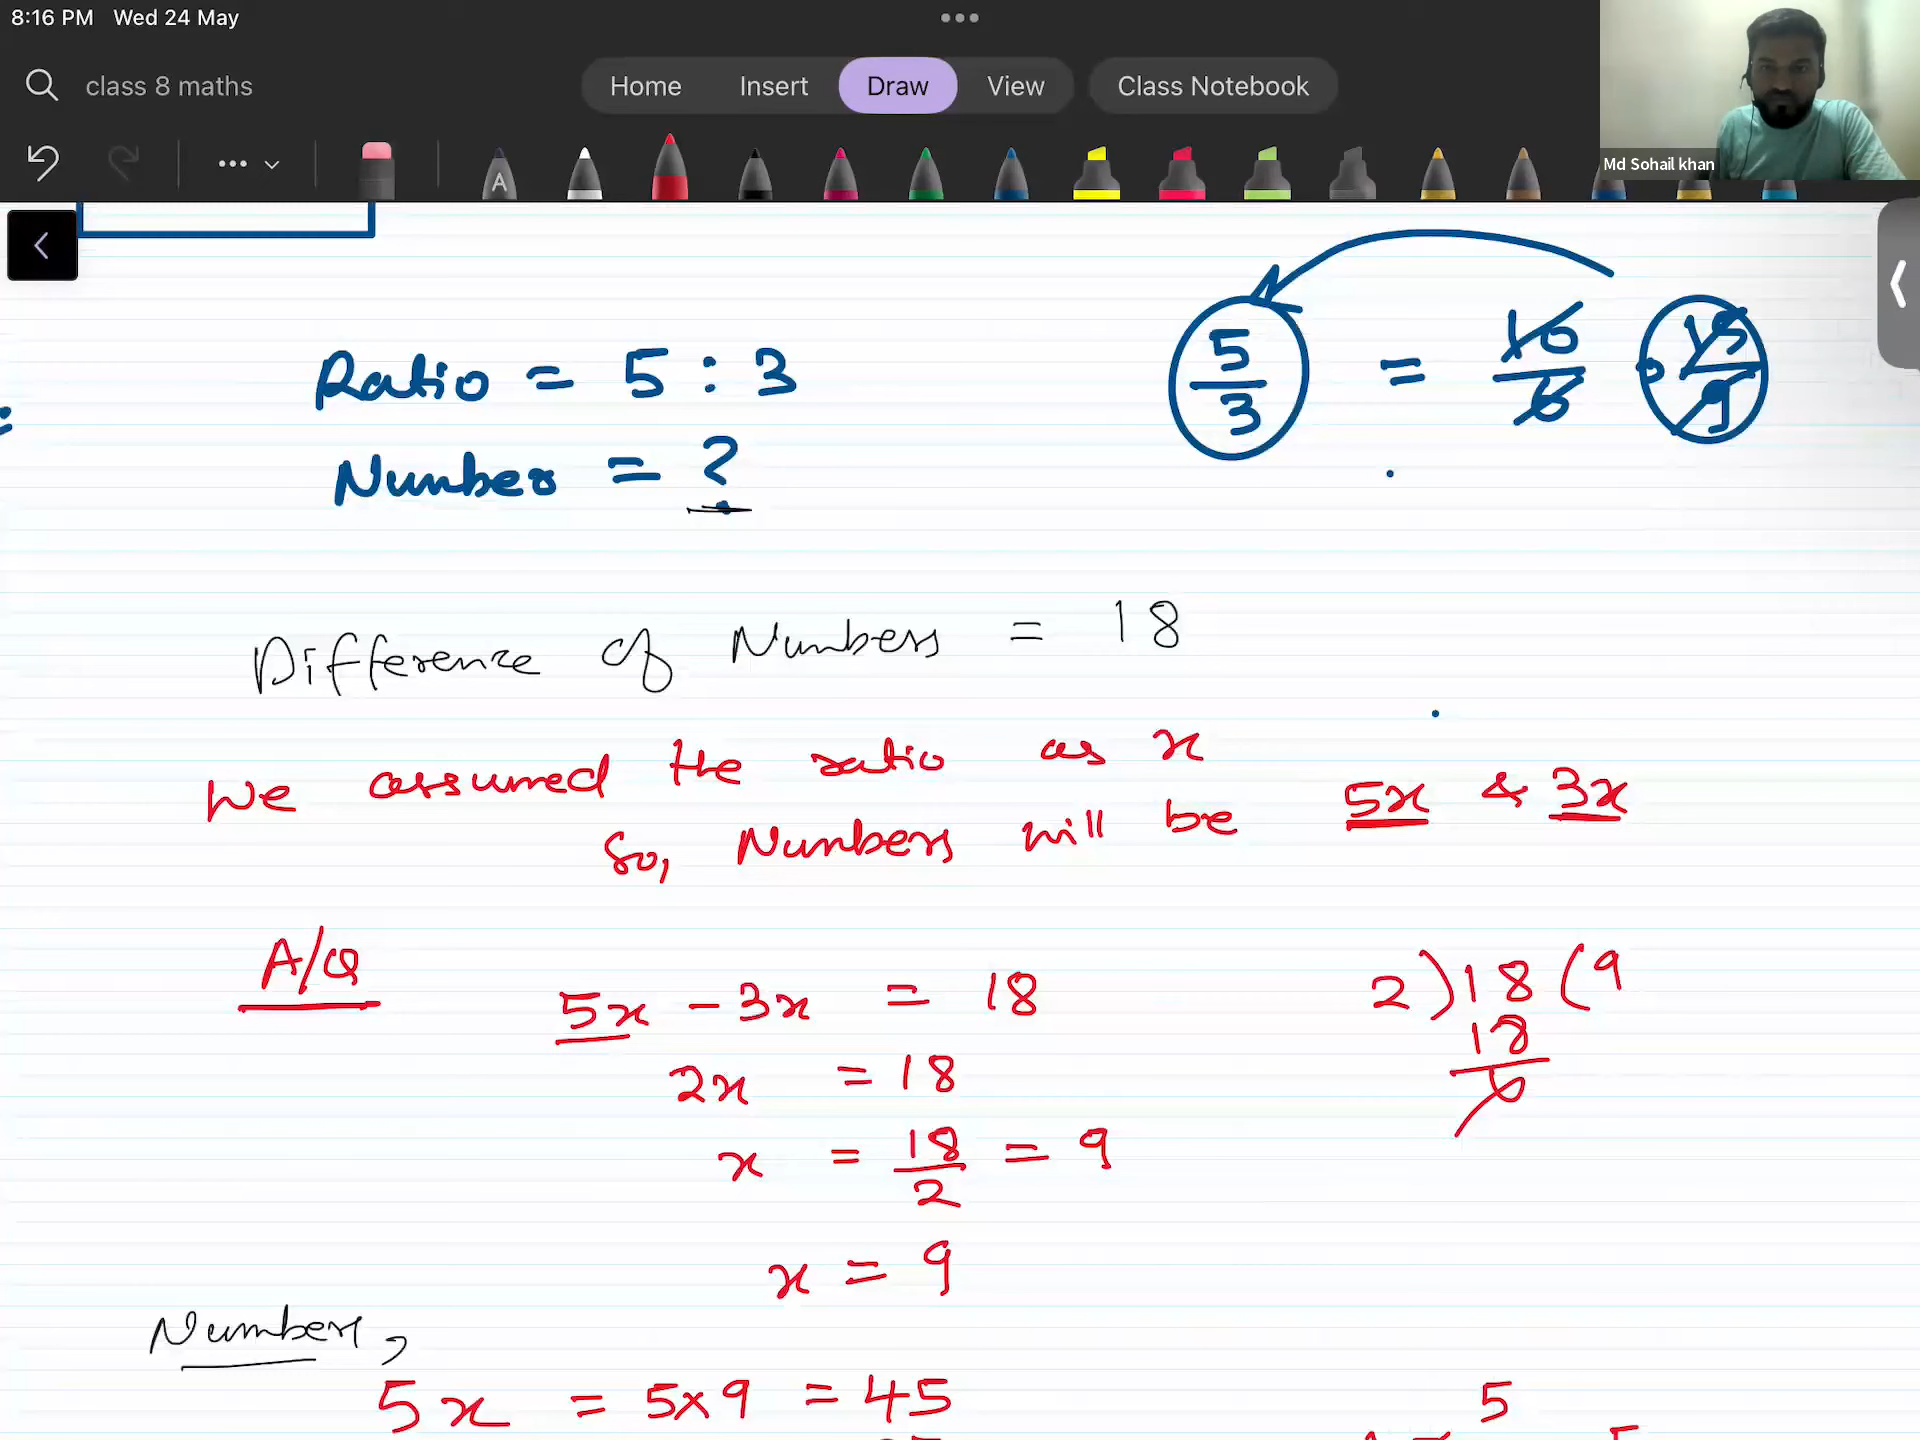 8:16 PM Wed 24 May
class 8 maths
Home Insert Draw View Class Notebook
A
Md Sohail khan
Ratio = 5 : 3
5/3 = 10/6
Number = ?
Difference of Numbers = 18
We assumed the ratio as x
So, Numbers will be 5x & 3x
A/Q
5x - 3x = 18
2x = 18
x = 18/2 = 9
x = 9
2)18(9
18
0
Numbers,
5x = 5x9 = 45
5